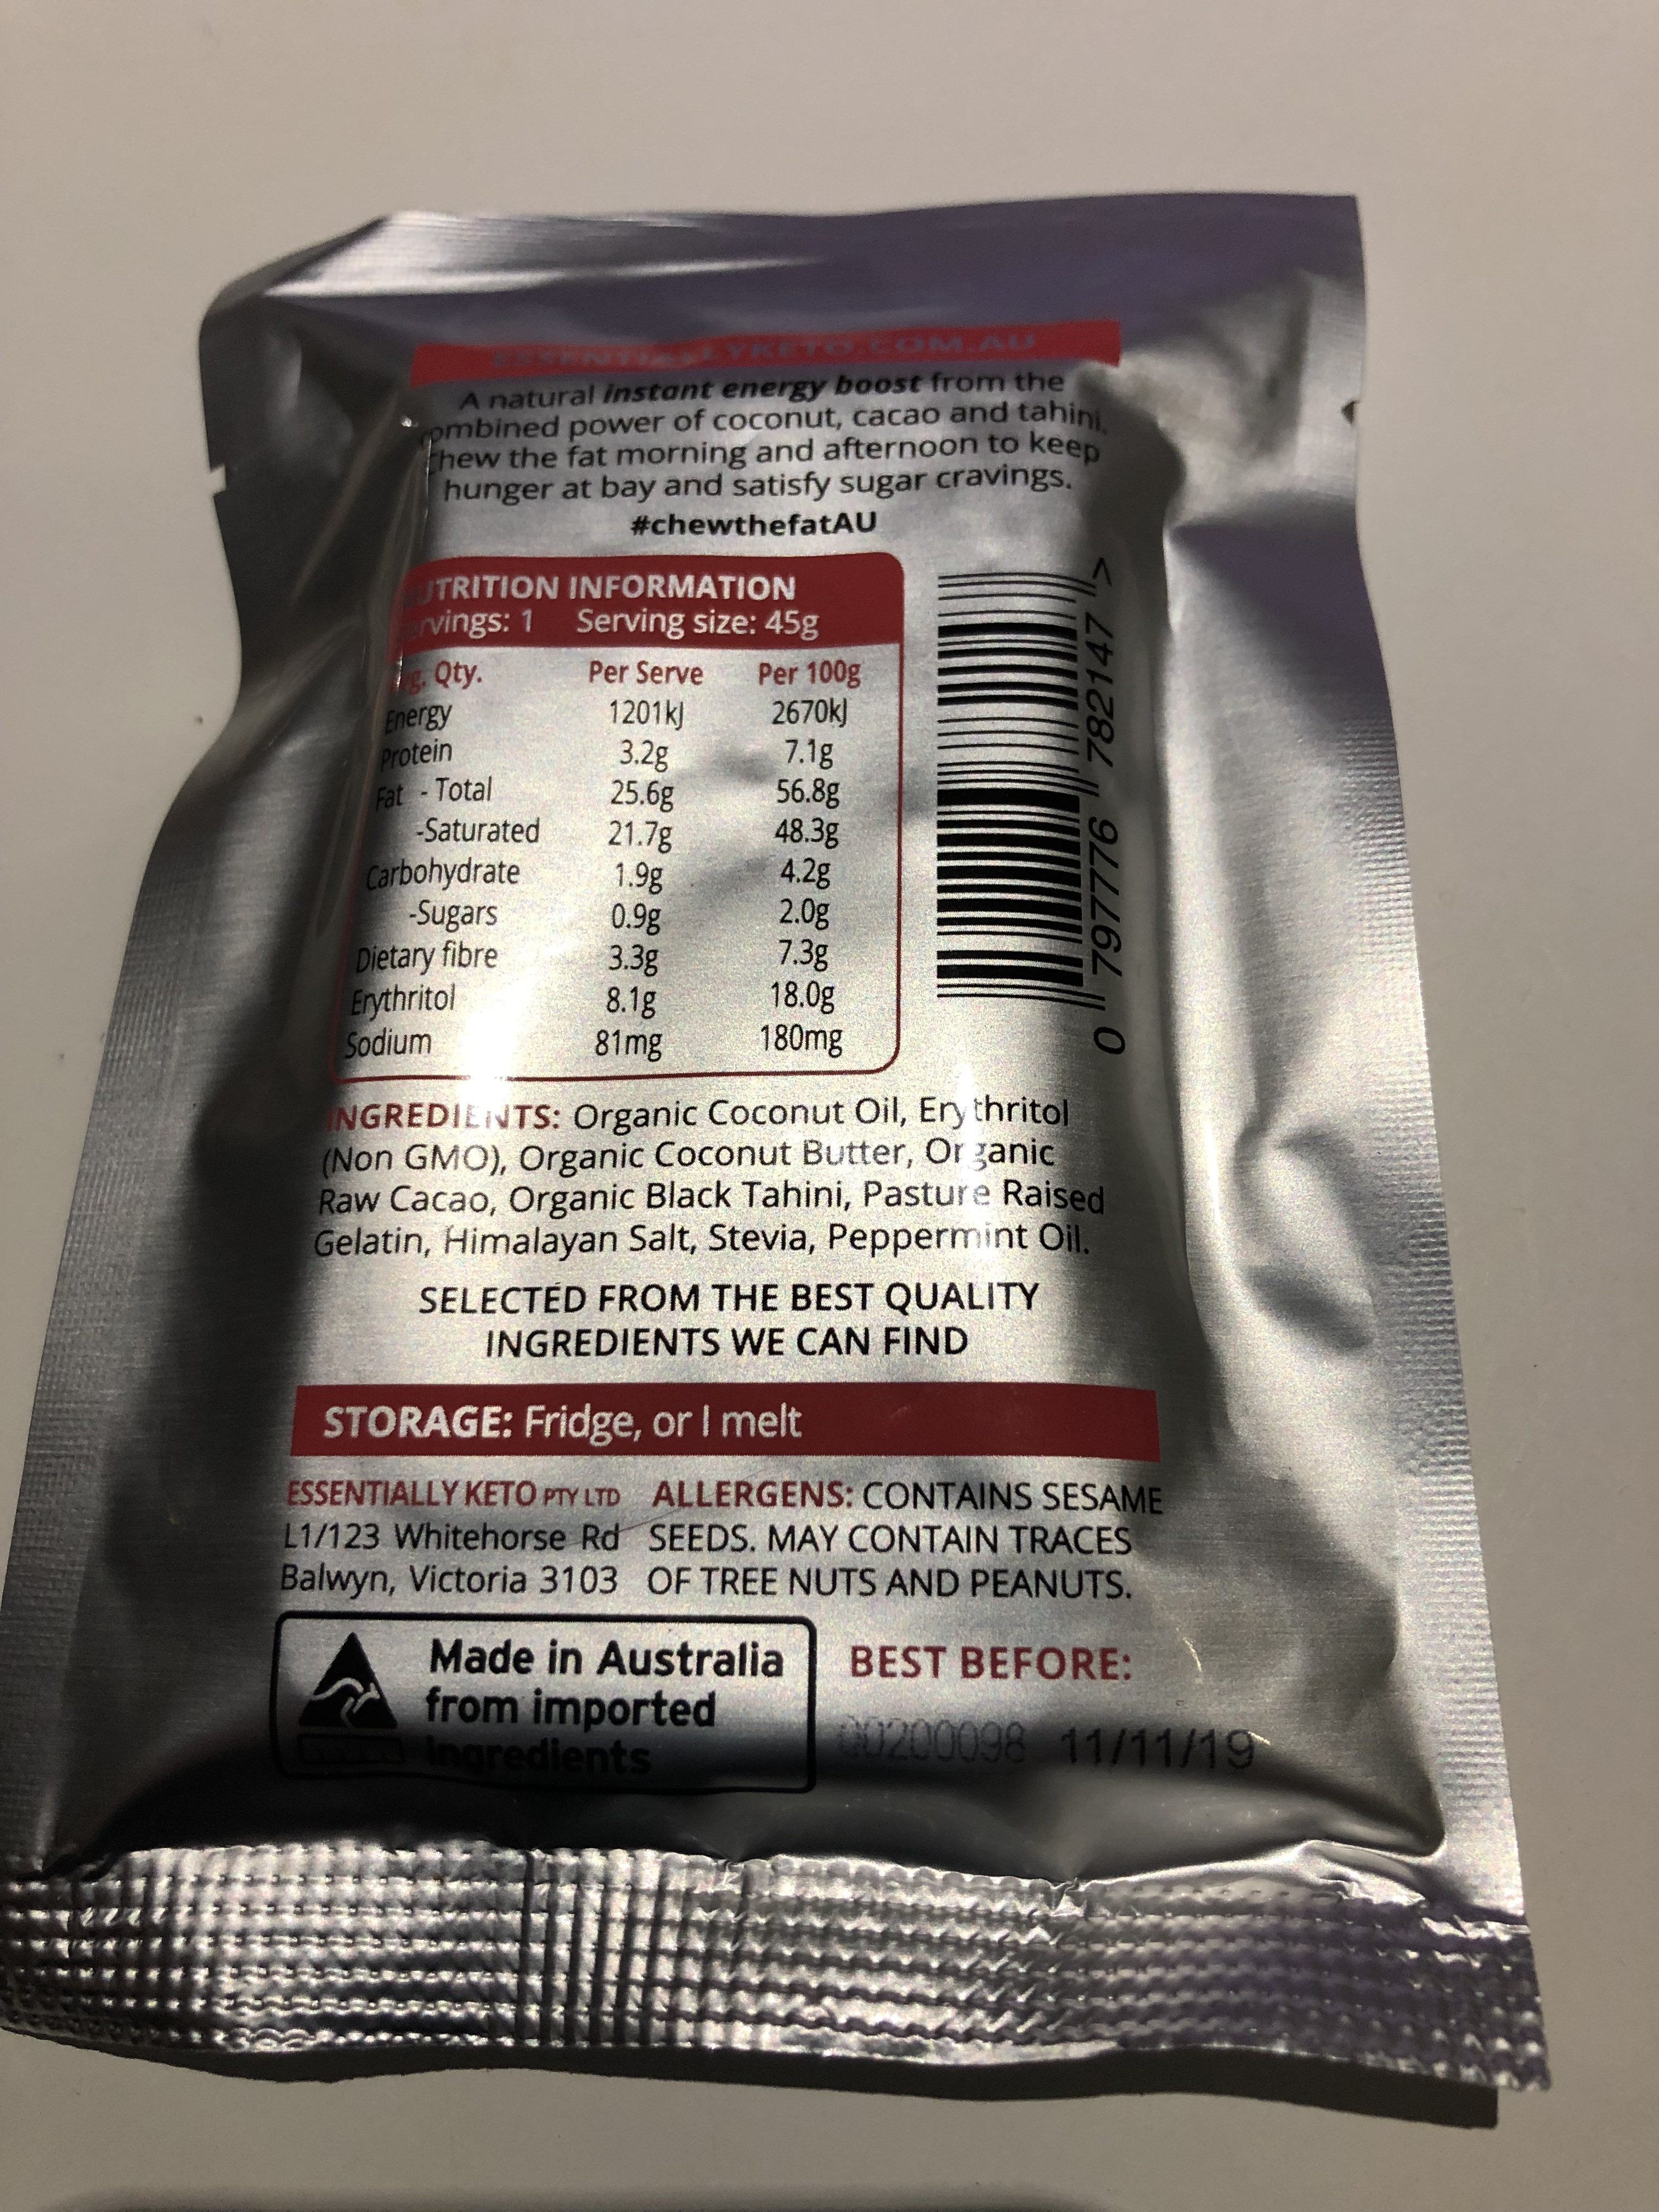 ESSENTIALLYKETO.COM.AU
A natural instant energy boost from the
ombined power of coconut, cacao and tahini.
hew the fat morning and afternoon to keep
hunger at bay and satisfy sugar cravings.
#chewthefatAU
UTRITION INFORMATION
rvings: 1 Serving size: 45g
g. Qty. Per Serve Per 100g
Energy 1201kJ 2670kJ
Protein 3.2g 7.1g
Fat - Total 25.6g 56.8g
-Saturated 21.7g 48.3g
Carbohydrate 1.9g 4.2g
-Sugars 0.9g 2.0g
Dietary fibre 3.3g 7.3g
Erythritol 8.1g 18.0g
Sodium 81mg 180mg
0 797776 782147 >
INGREDIENTS: Organic Coconut Oil, Erythritol
(Non GMO), Organic Coconut Butter, Organic
Raw Cacao, Organic Black Tahini, Pasture Raised
Gelatin, Himalayan Salt, Stevia, Peppermint Oil.
SELECTED FROM THE BEST QUALITY
INGREDIENTS WE CAN FIND
STORAGE: Fridge, or I melt
ESSENTIALLY KETO PTY LTD
L1/123 Whitehorse Rd
Balwyn, Victoria 3103
ALLERGENS: CONTAINS SESAME
SEEDS. MAY CONTAIN TRACES
OF TREE NUTS AND PEANUTS.
Made in Australia
from imported
ingredients
BEST BEFORE:
00200098 11/11/19